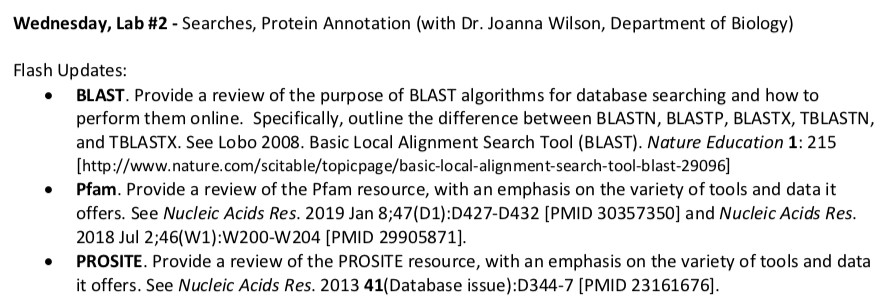 Wednesday, Lab #2 - Searches, Protein Annotation (with Dr. Joanna Wilson, Department of Biology)
Flash Updates:
• BLAST. Provide a review of the purpose of BLAST algorithms for database searching and how to
perform them online.  Specifically, outline the difference between BLASTN, BLASTP, BLASTX, TBLASTN,
and TBLASTX. See Lobo 2008. Basic Local Alignment Search Tool (BLAST). Nature Education 1: 215
[http://www.nature.com/scitable/topicpage/basic-local-alignment-search-tool-blast-29096]
• Pfam. Provide a review of the Pfam resource, with an emphasis on the variety of tools and data it
offers. See Nucleic Acids Res. 2019 Jan 8;47(D1):D427-D432 [PMID 30357350] and Nucleic Acids Res.
2018 Jul 2;46(W1):W200-W204 [PMID 29905871].
• PROSITE. Provide a review of the PROSITE resource, with an emphasis on the variety of tools and data
it offers. See Nucleic Acids Res. 2013 41(Database issue):D344-7 [PMID 23161676].